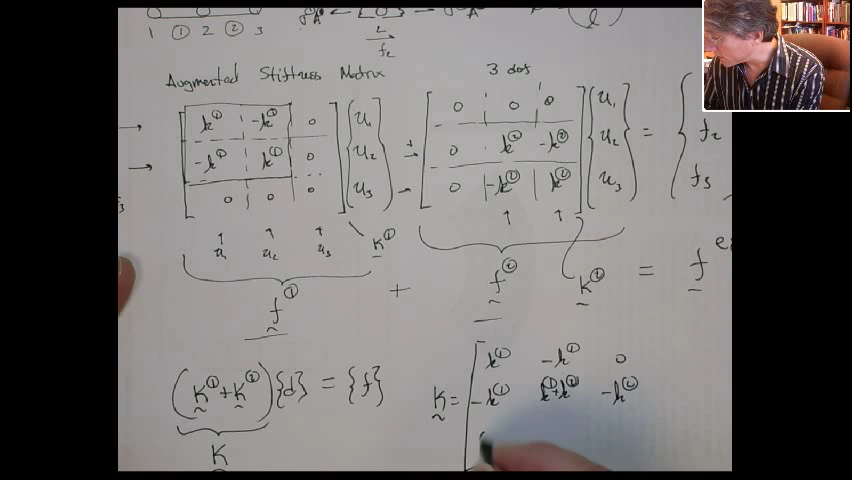 1 ① 2 ② 3
f₂
Augmented Stiffness Matrix
3 dof
k① -k① 0
-k① k① 0
0 0 0
u₁
u₂
u₃
+
0 0 0
0 k② -k②
0 -k② k②
u₁
u₂
u₃
=
f₂
f₃
u₁ u₂ u₃
k①
f① + f② k② = f
(k① + k②){d} = {f}
K
K =
k① -k① 0
-k① k①+k② -k②